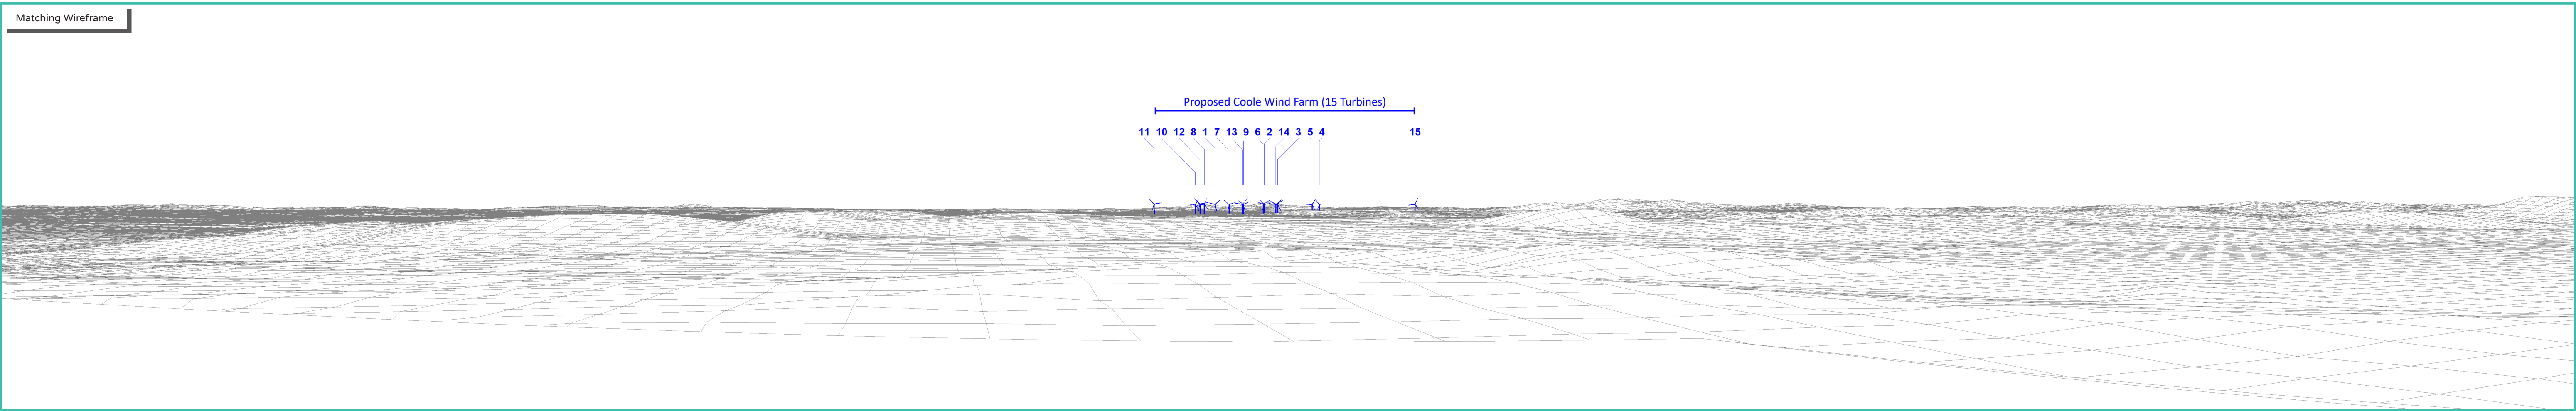 Matching Wireframe
Proposed Coole Wind Farm (15 Turbines)
11 10 12 8 1 7 13 9 6 2 14 3 5 4 15